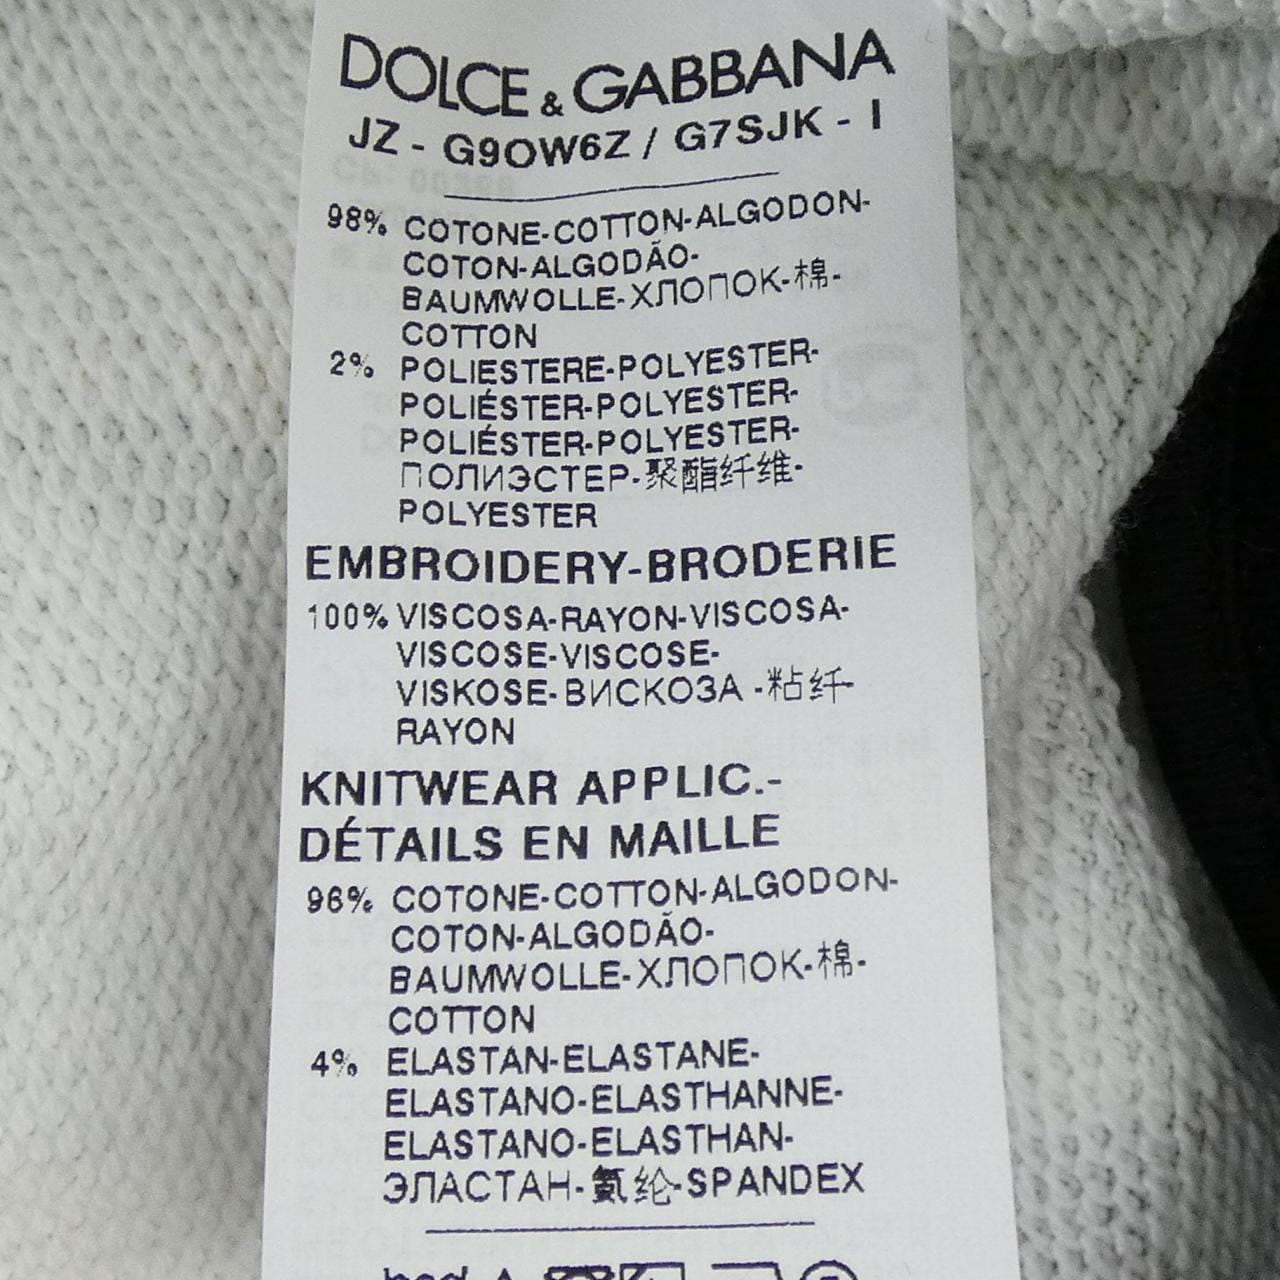 DOLCE & GABBANA
JZ - G9OW6Z / G7SJK - I
98% COTONE-COTTON-ALGODON-
COTON-ALGODÃO-
BAUMWOLLE-ХЛОПОК-棉-
COTTON
2% POLIESTERE-POLYESTER-
POLIÉSTER-POLYESTER-
POLIÉSTER-POLYESTER-
ПОЛИЭСТЕР-聚酯纤维-
POLYESTER
EMBROIDERY-BRODERIE
100% VISCOSA-RAYON-VISCOSA-
VISCOSE-VISCOSE-
VISKOSE-ВИСКОЗА -粘纤-
RAYON
KNITWEAR APPLIC.-
DÉTAILS EN MAILLE
96% COTONE-COTTON-ALGODON-
COTON-ALGODÃO-
BAUMWOLLE-ХЛОПОК-棉-
COTTON
4% ELASTAN-ELASTANE-
ELASTANO-ELASTHANNE-
ELASTANO-ELASTHAN-
ЭЛАСТАН-氨纶-SPANDEX